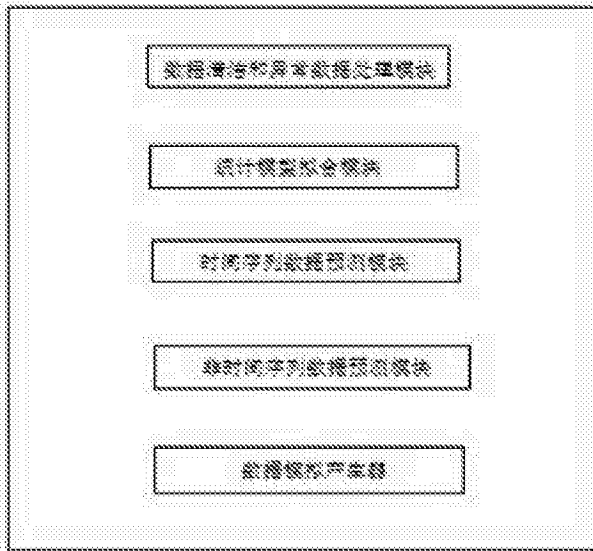 数据清洁和异常数据处理模块
统计模型拟合模块
时间序列数据预测模块
非时间序列数据预测模块
数据模拟产生器